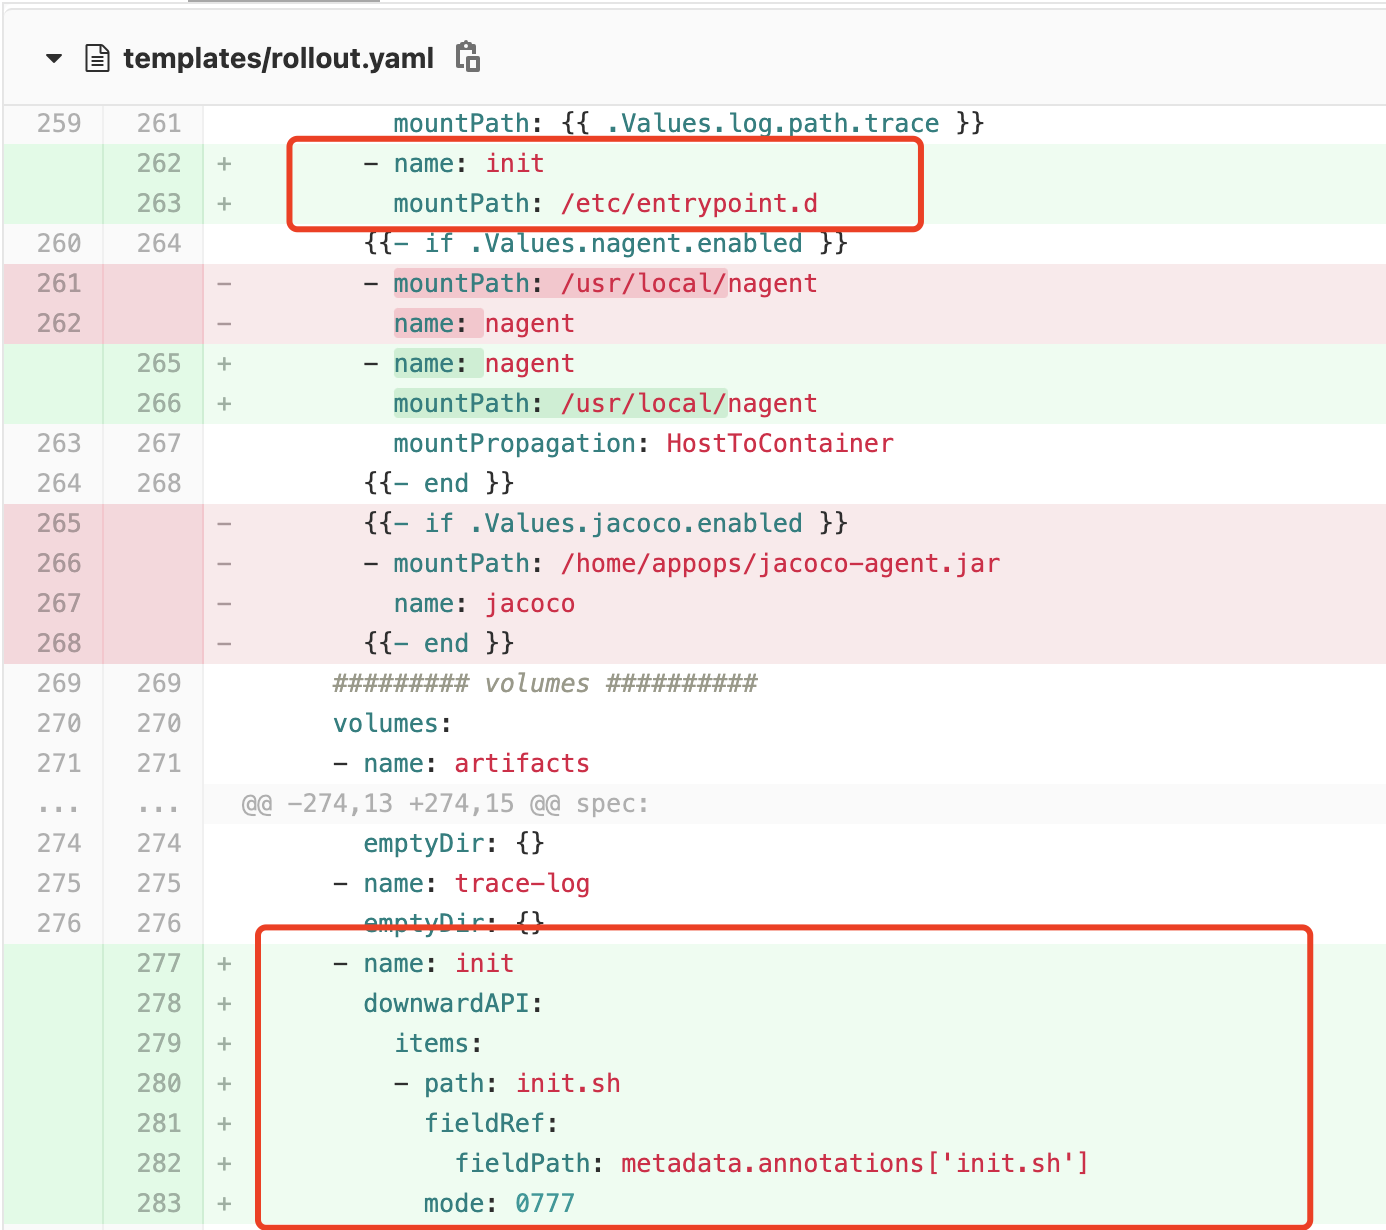 templates/rollout.yaml
259 261 mountPath: {{ .Values.log.path.trace }}
262 + - name: init
263 + mountPath: /etc/entrypoint.d
260 264 {{- if .Values.nagent.enabled }}
261 - - mountPath: /usr/local/nagent
262 - name: nagent
265 + - name: nagent
266 + mountPath: /usr/local/nagent
263 267 mountPropagation: HostToContainer
264 268 {{- end }}
265 - {{- if .Values.jacoco.enabled }}
266 - - mountPath: /home/appops/jacoco-agent.jar
267 - name: jacoco
268 - {{- end }}
269 269 ######### volumes ##########
270 270 volumes:
271 271 - name: artifacts
... ... @@ -274,13 +274,15 @@ spec:
274 274 emptyDir: {}
275 275 - name: trace-log
276 276 emptyDir: {}
277 + - name: init
278 + downwardAPI:
279 + items:
280 + - path: init.sh
281 + fieldRef:
282 + fieldPath: metadata.annotations['init.sh']
283 + mode: 0777